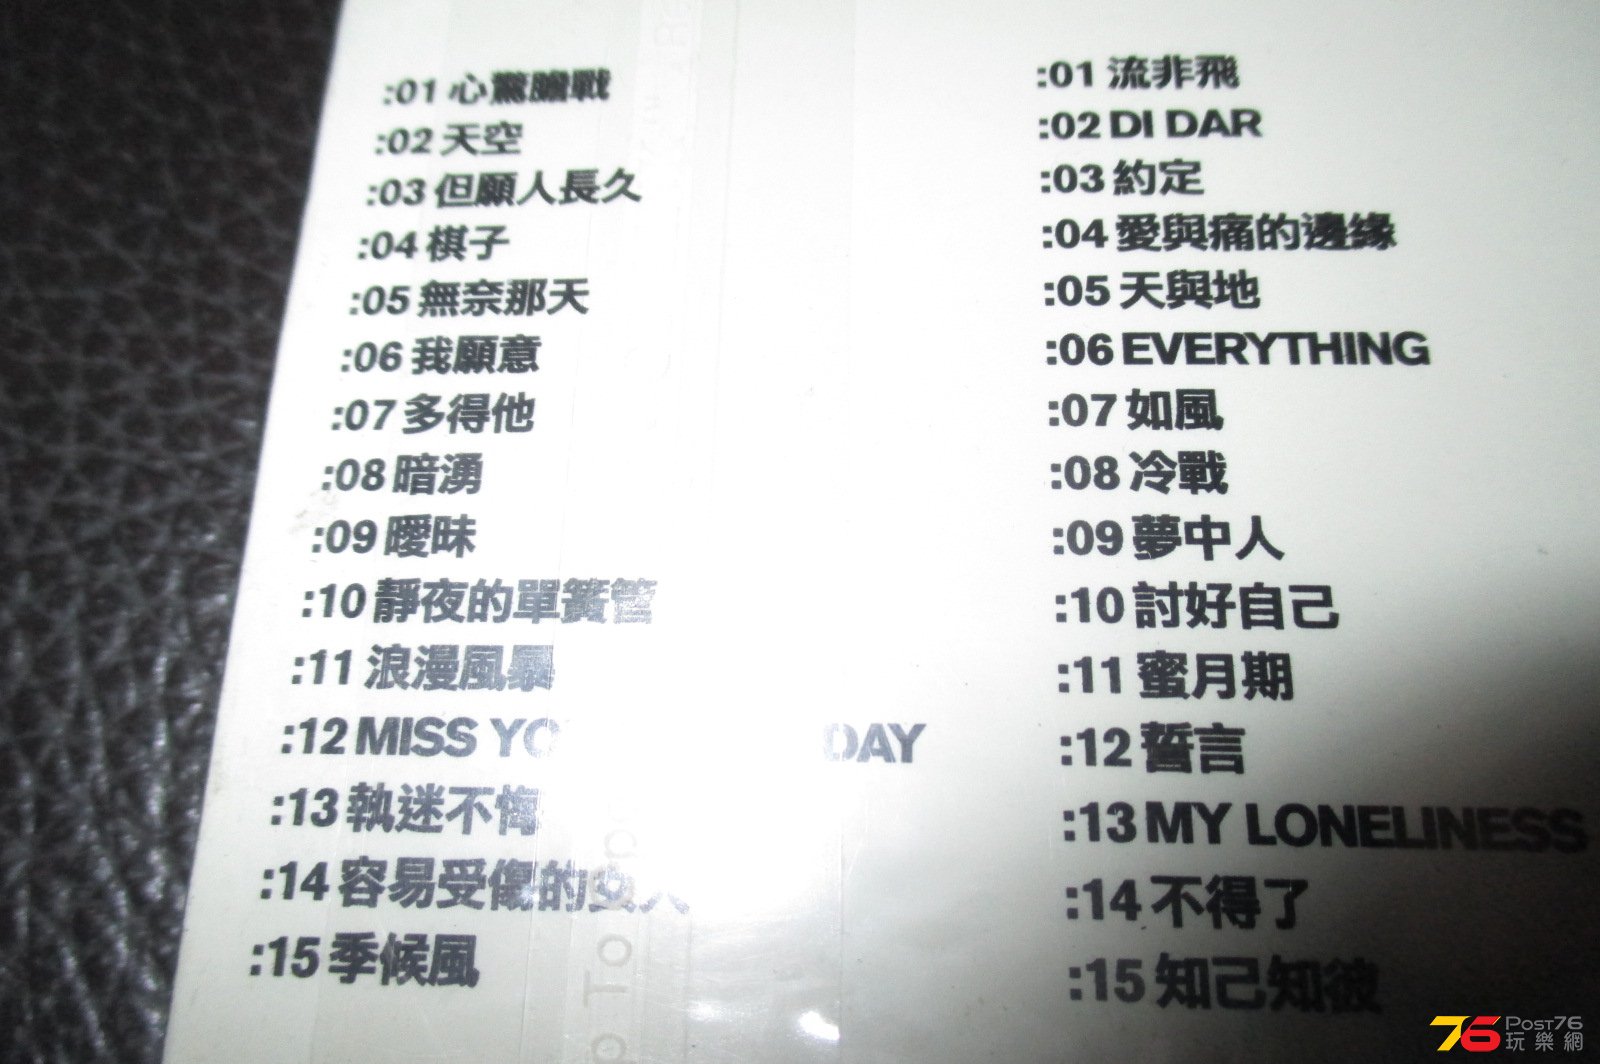 :01 心驚膽戰
:02 天空
:03 但願人長久
:04 棋子
:05 無奈那天
:06 我願意
:07 多得他
:08 暗湧
:09 曖昧
:10 靜夜的單簧管
:11 浪漫風暴
:12 MISS DAY
:13 執迷不悔
:14 容易受傷的女人
:15 季候風
:01 流非飛
:02 DI DAR
:03 約定
:04 愛與痛的邊緣
:05 天與地
:06 EVERYTHING
:07 如風
:08 冷戰
:09 夢中人
:10 討好自己
:11 蜜月期
:12 誓言
:13 MY LONELINESS
:14 不得了
:15 知己知彼
To
76 Post76
玩樂網